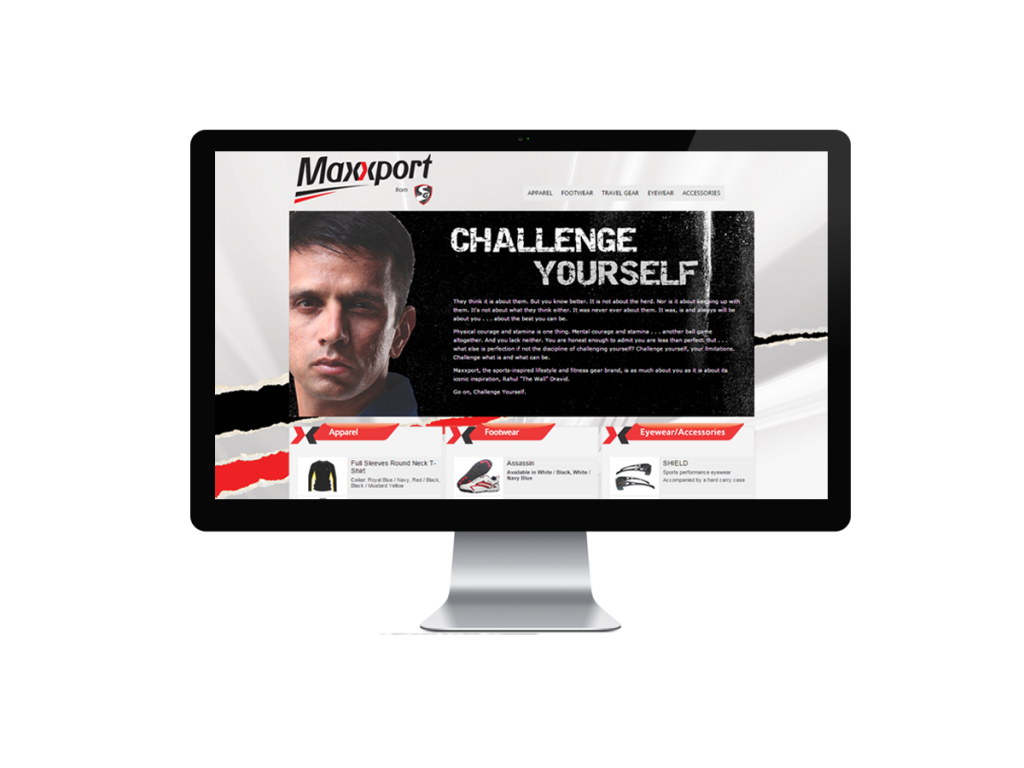 Maxxport
from SG
APPAREL FOOTWEAR TRAVEL GEAR EYEWEAR ACCESSORIES
CHALLENGE
YOURSELF
They think it is about them. But you know better. It is not about the herd. Nor is it about keeping up with
them. It's not about what they think either. It was never ever about them. It was, is and always will be
about you . . . about the best you can be.
Physical courage and stamina is one thing. Mental courage and stamina . . . another ball game
altogether. And you lack neither. You are honest enough to admit you are less than perfect. But . . .
what else is perfection if not the discipline of challenging yourself? Challenge yourself, your limitations.
Challenge what is and what can be.
Maxxport, the sports-inspired lifestyle and fitness gear brand, is as much about you as it is about its
iconic inspiration, Rahul "The Wall" Dravid.
Go on, Challenge Yourself.
Apparel
Full Sleeves Round Neck T-
Shirt
Color: Royal Blue / Navy, Red / Black,
Black / Mustard Yellow
Footwear
Assassin
Available in White / Black, White /
Navy Blue
Eyewear/Accessories
SHIELD
Sports performance eyewear
Accompanied by a hard carry case